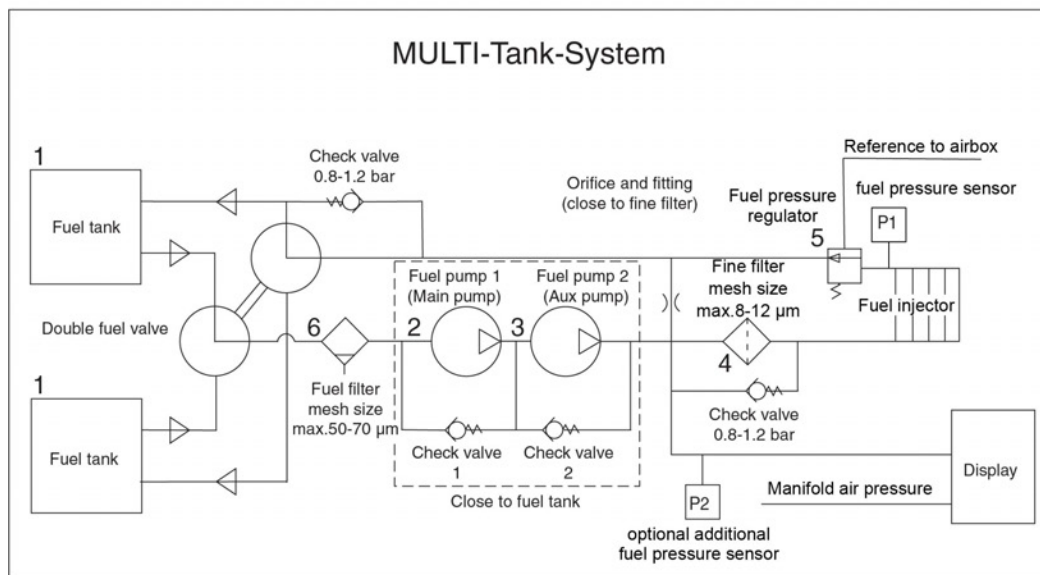 MULTI-Tank-System
1
Fuel tank
Check valve
0.8-1.2 bar
Orifice and fitting
(close to fine filter)
Reference to airbox
fuel pressure sensor
Fuel pressure
regulator
5
P1
Fuel pump 1
(Main pump)
Fuel pump 2
(Aux pump)
Fine filter
mesh size
max.8-12 µm
Fuel injector
Double fuel valve
6
2
3
4
Fuel filter
mesh size
max.50-70 µm
Check valve
1
Check valve
2
Close to fuel tank
Check valve
0.8-1.2 bar
1
Fuel tank
Display
Manifold air pressure
P2
optional additional
fuel pressure sensor